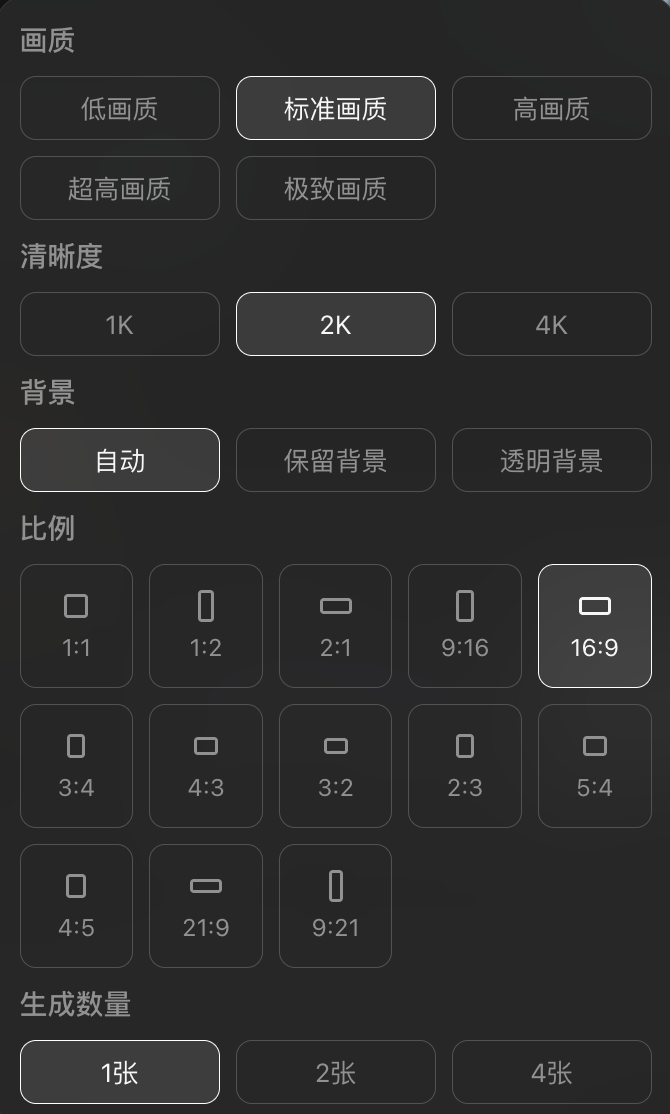 画质
低画质 标准画质 高画质
超高画质 极致画质
清晰度
1K 2K 4K
背景
自动 保留背景 透明背景
比例
1:1 1:2 2:1 9:16 16:9
3:4 4:3 3:2 2:3 5:4
4:5 21:9 9:21
生成数量
1张 2张 4张